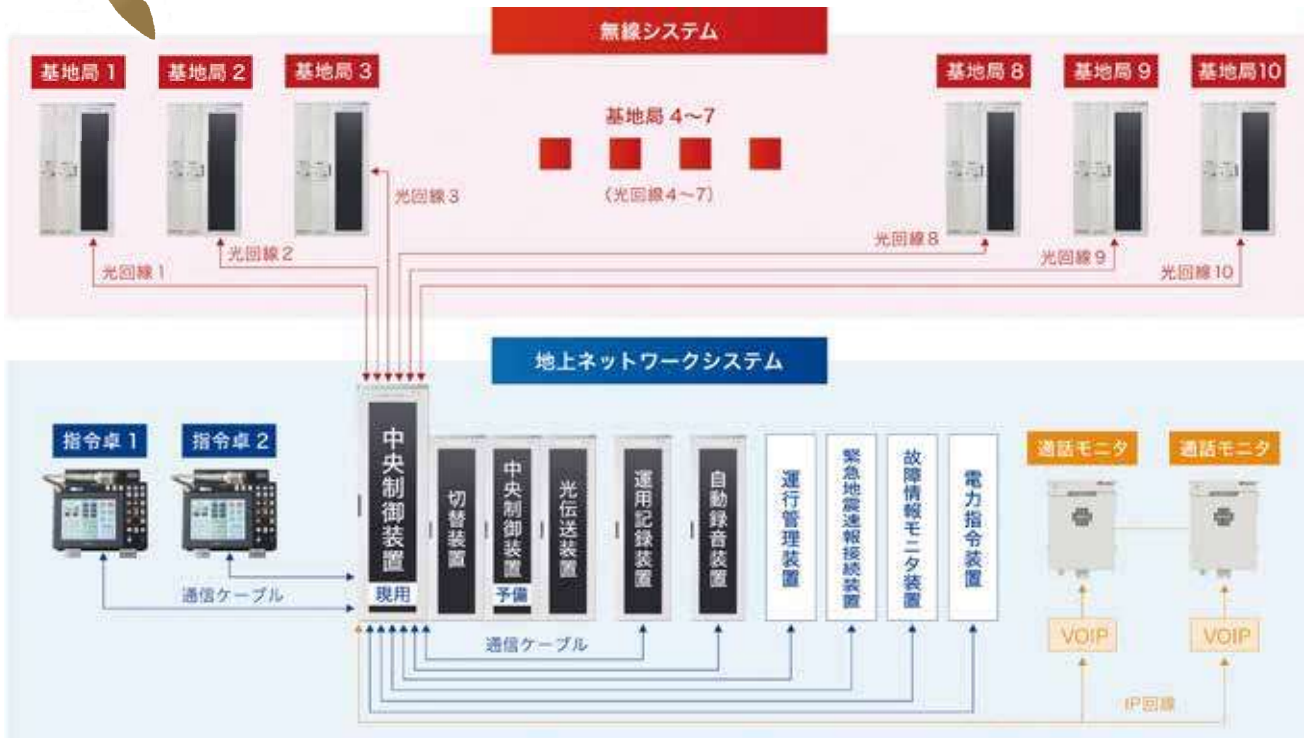 無線システム
基地局 1
基地局 2
基地局 3
基地局 4〜7
(光回線4〜7)
基地局 8
基地局 9
基地局10
光回線1
光回線2
光回線3
光回線8
光回線9
光回線10
地上ネットワークシステム
指令卓 1
指令卓 2
通信ケーブル
中央制御装置
現用
切替装置
中央制御装置
予備
光伝送装置
運用記録装置
自動録音装置
通信ケーブル
運行管理装置
緊急地震速報接続装置
故障情報モニタ装置
電力指令装置
通話モニタ
通話モニタ
VOIP
VOIP
IP回線